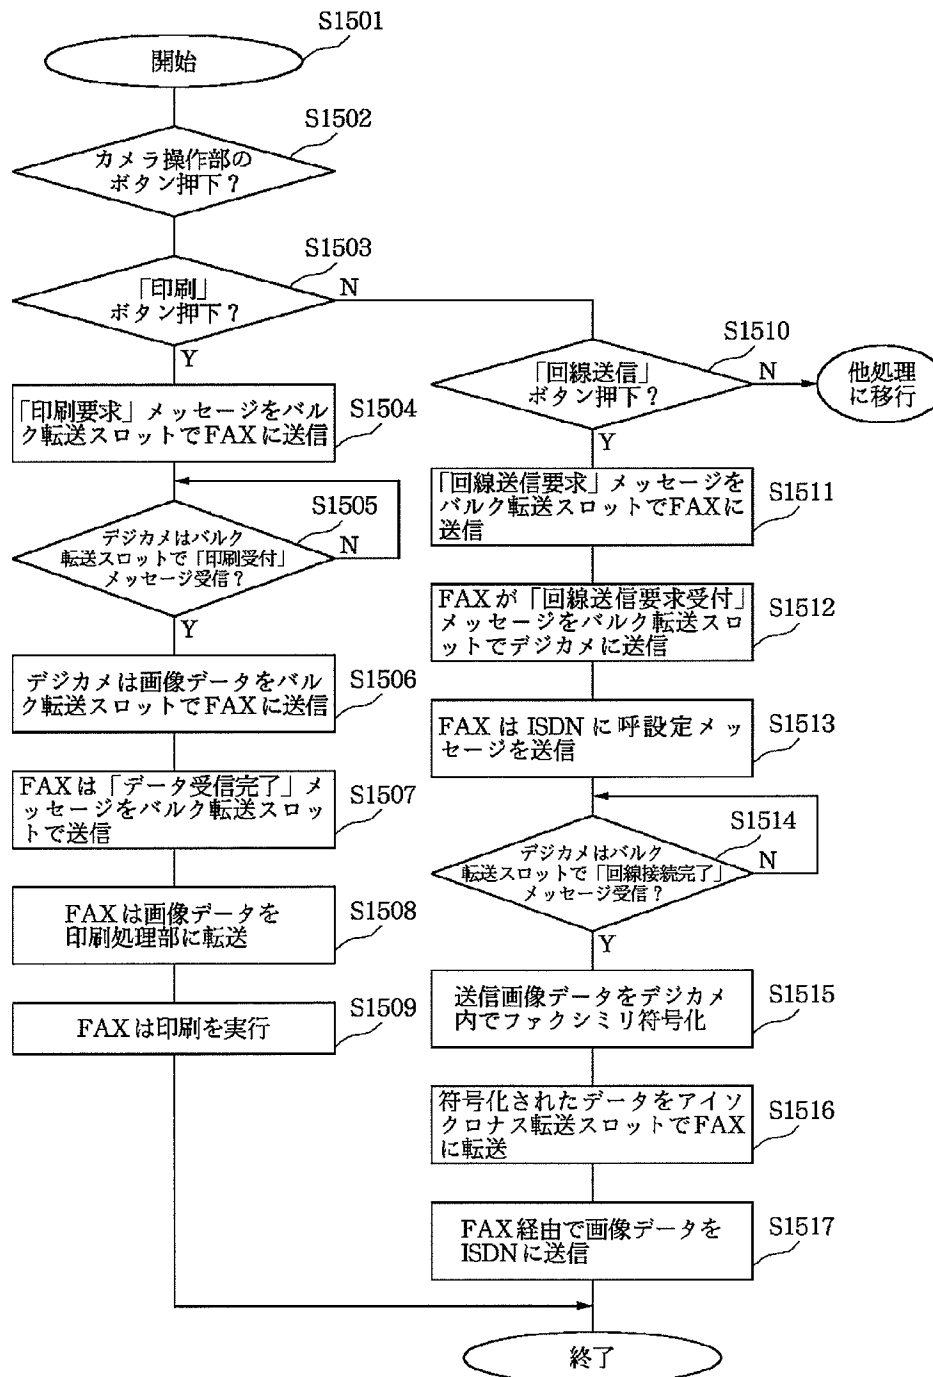 S1501
開始
S1502
カメラ操作部の
ボタン押下？
S1503
「印刷」
ボタン押下？
N
Y
S1504
「印刷要求」メッセージをバル
ク転送スロットでFAXに送信
S1505
デジカメはバルク
転送スロットで「印刷受付」
メッセージ受信？
N
Y
S1506
デジカメは画像データをバル
ク転送スロットでFAXに送信
S1507
FAXは「データ受信完了」メ
ッセージをバルク転送スロッ
トで送信
S1508
FAXは画像データを
印刷処理部に転送
S1509
FAXは印刷を実行
S1510
「回線送信」
ボタン押下？
N
他処理
に移行
Y
S1511
「回線送信要求」メッセージを
バルク転送スロットでFAXに
送信
S1512
FAXが「回線送信要求受付」
メッセージをバルク転送スロ
ットでデジカメに送信
S1513
FAXはISDNに呼設定メッ
セージを送信
S1514
デジカメはバルク
転送スロットで「回線接続完了」
メッセージ受信？
N
Y
S1515
送信画像データをデジカメ
内でファクシミリ符号化
S1516
符号化されたデータをアイソ
クロナス転送スロットでFAX
に転送
S1517
FAX経由で画像データを
ISDNに送信
終了